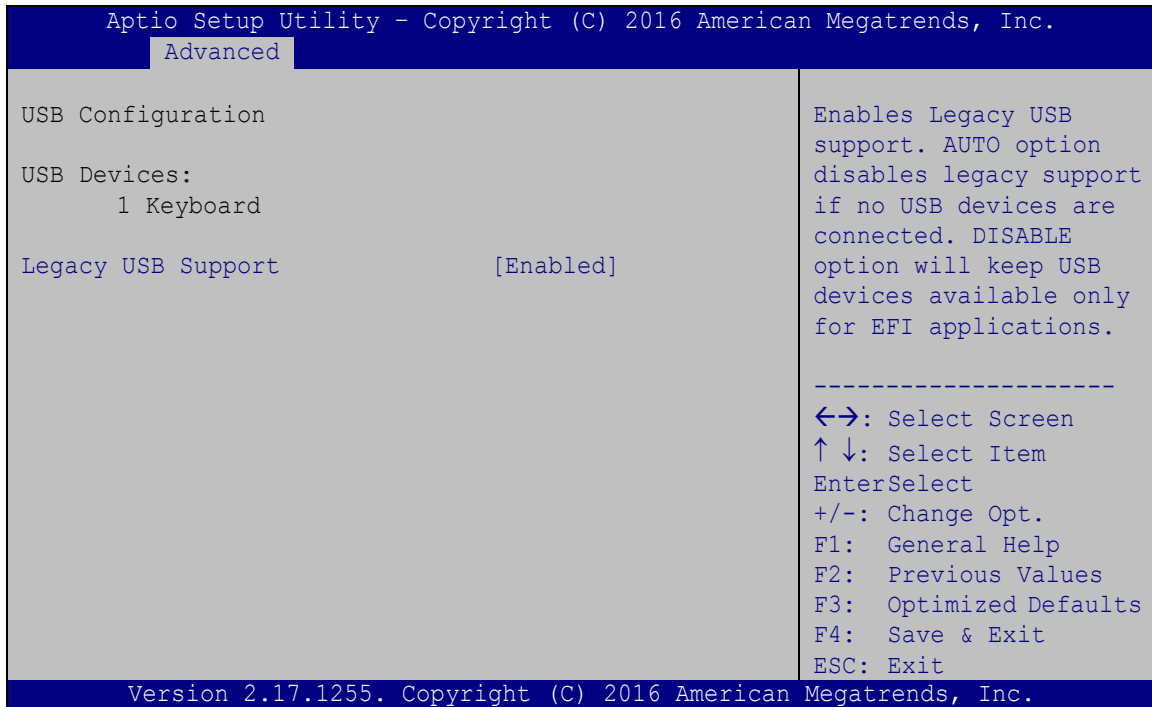 Aptio Setup Utility – Copyright (C) 2016 American Megatrends, Inc.
Advanced
USB Configuration
USB Devices:
1 Keyboard
Legacy USB Support [Enabled]
Enables Legacy USB
support. AUTO option
disables legacy support
if no USB devices are
connected. DISABLE
option will keep USB
devices available only
for EFI applications.
---------------------
←→: Select Screen
↑ ↓: Select Item
EnterSelect
+/-: Change Opt.
F1: General Help
F2: Previous Values
F3: Optimized Defaults
F4: Save & Exit
ESC: Exit
Version 2.17.1255. Copyright (C) 2016 American Megatrends, Inc.